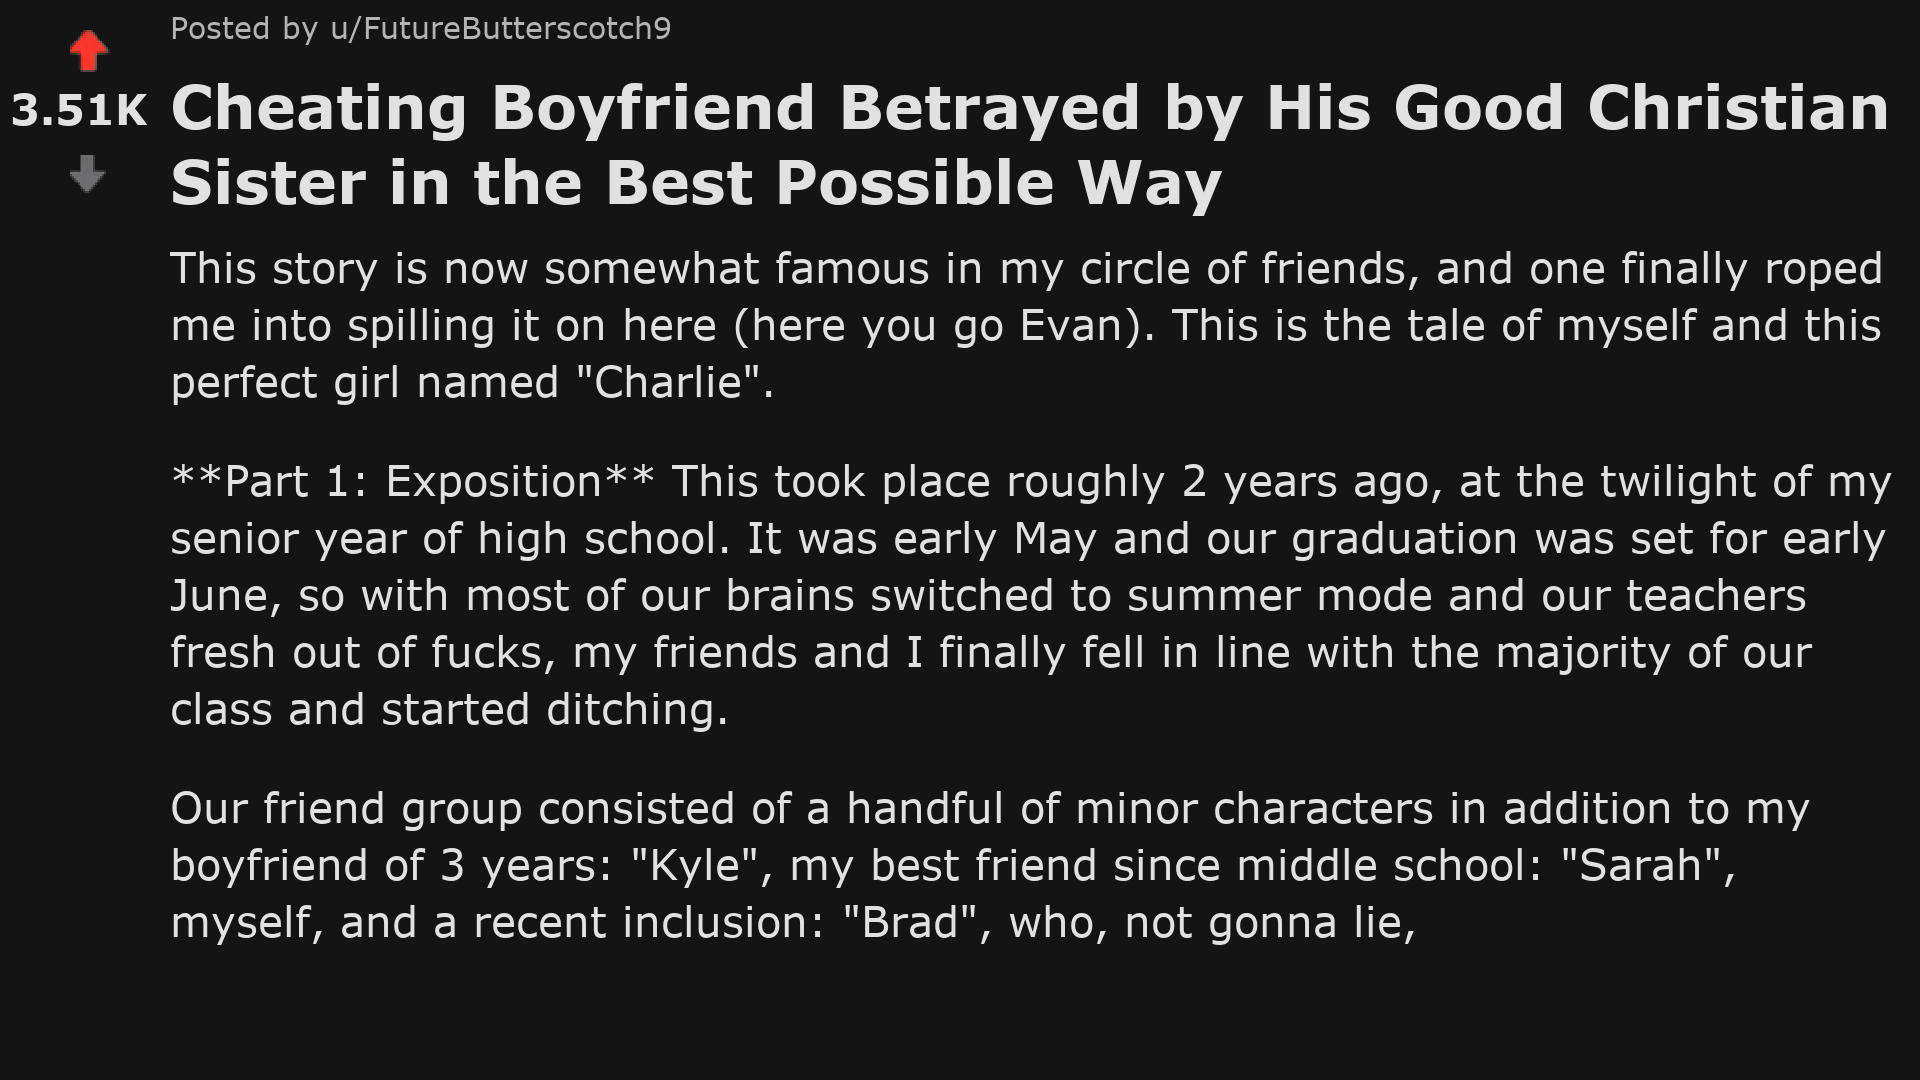 Posted by u/FutureButterscotch9
3.51K
Cheating Boyfriend Betrayed by His Good Christian
Sister in the Best Possible Way
This story is now somewhat famous in my circle of friends, and one finally roped
me into spilling it on here (here you go Evan). This is the tale of myself and this
perfect girl named "Charlie".
**Part 1: Exposition** This took place roughly 2 years ago, at the twilight of my
senior year of high school. It was early May and our graduation was set for early
June, so with most of our brains switched to summer mode and our teachers
fresh out of fucks, my friends and I finally fell in line with the majority of our
class and started ditching.
Our friend group consisted of a handful of minor characters in addition to my
boyfriend of 3 years: "Kyle", my best friend since middle school: "Sarah",
myself, and a recent inclusion: "Brad", who, not gonna lie,